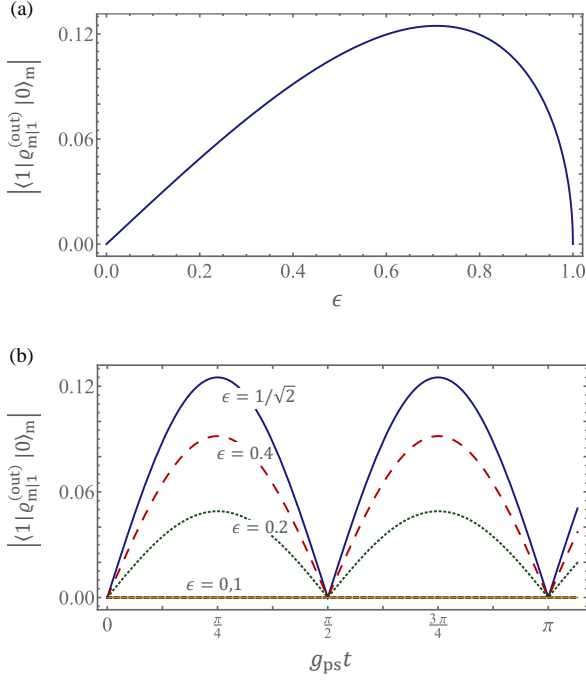 (a)
|⟨1|ϱ_{m|1}^{(out)}|0⟩_m|
0.12
0.06
0.00
0.0 0.2 0.4 0.6 0.8 1.0
ϵ
(b)
|⟨1|ϱ_{m|1}^{(out)}|0⟩_m|
0.12
0.06
0.00
ϵ = 1/√2
ϵ = 0.4
ϵ = 0.2
ϵ = 0,1
0 π/4 π/2 3π/4 π
g_{ps}t